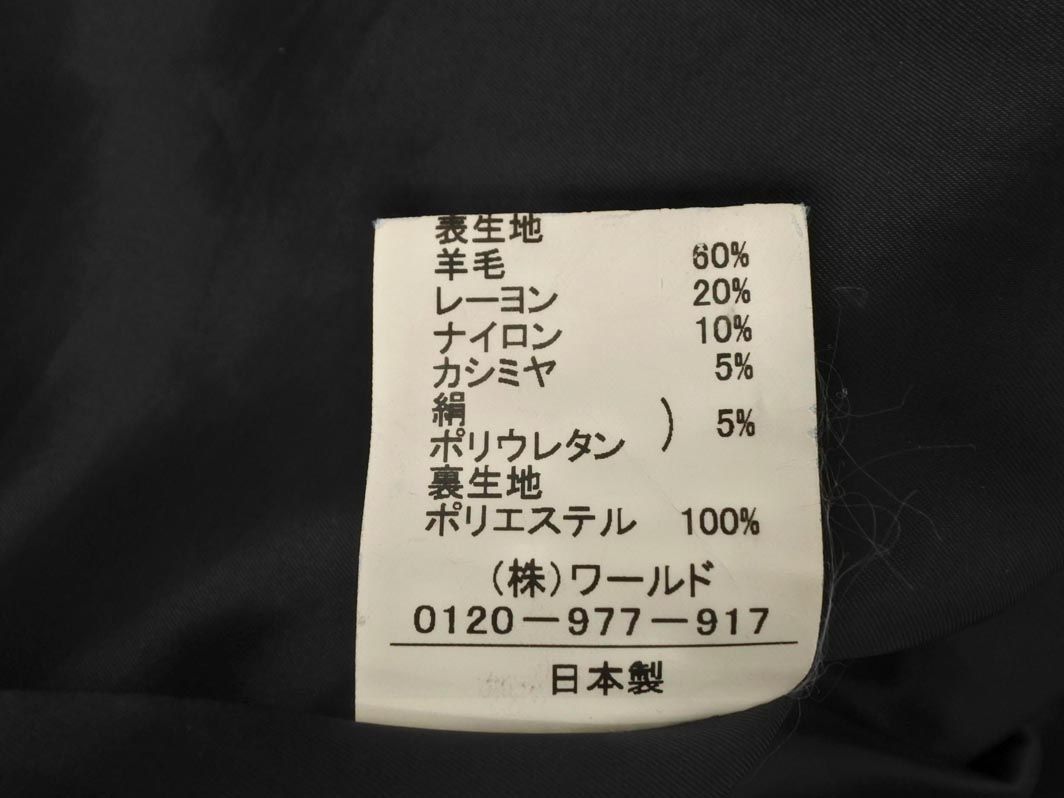 表生地
羊毛 60%
レーヨン 20%
ナイロン 10%
カシミヤ 5%
絹
ポリウレタン ) 5%
裏生地
ポリエステル 100%
(株)ワールド
0120-977-917
日本製